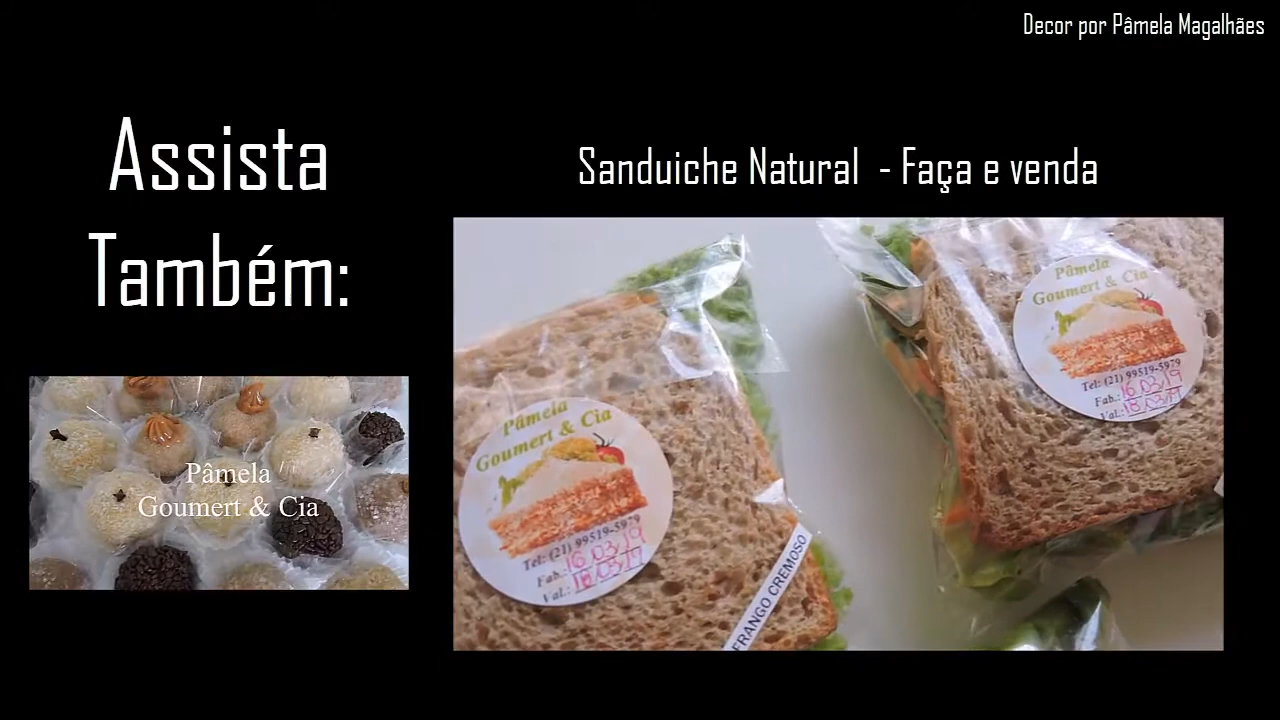 Decor por Pâmela Magalhães
Assista
Também:
Sanduiche Natural - Faça e venda
Pâmela
Goumert & Cia
Pâmela
Goumert & Cia
Tel: (21) 99519-5979
Fab.: 16/03/19
Val.: 18/03/19
FRANGO CREMOSO
Pâmela
Goumert & Cia
Tel: (21) 99519-5979
Fab.: 16.03.19
Val.: 18.03.19